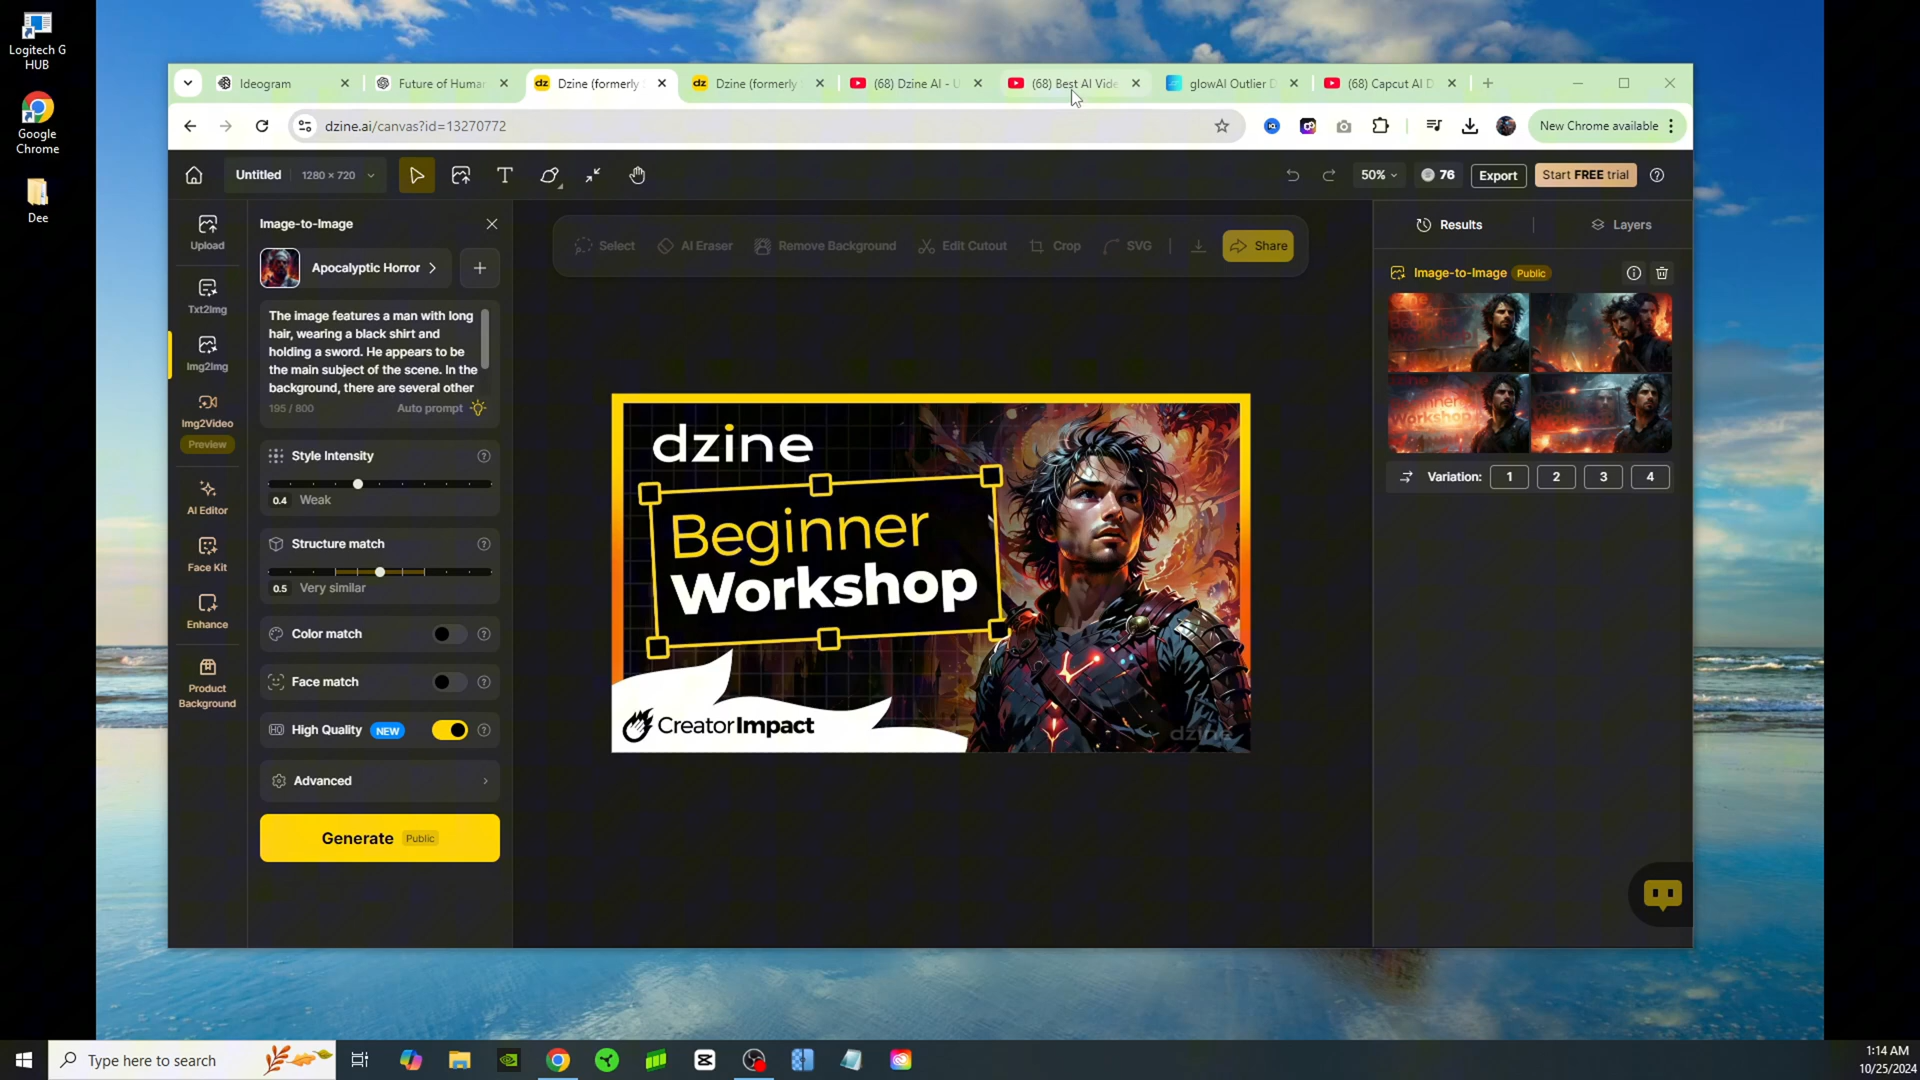 Logitech G
HUB
Google
Chrome
Dee
Ideogram
Future of Humar
Dzine (formerly
Dzine (formerly
(68) Dzine AI - U
(68) Best AI Vide
glowAI Outlier D
(68) Capcut AI D
dzine.ai/canvas?id=13270772
New Chrome available
Untitled
1280 × 720
50%
76
Export
Start FREE trial
Upload
Txt2Img
Img2Img
Img2Video
Preview
AI Editor
Face Kit
Enhance
Product
Background
Image-to-Image
Apocalyptic Horror
The image features a man with long
hair, wearing a black shirt and
holding a sword. He appears to be
the main subject of the scene. In the
background, there are several other
195 / 800
Auto prompt
Style Intensity
0.4
Weak
Structure match
0.5
Very similar
Color match
Face match
High Quality
NEW
Advanced
Generate
Public
Select
AI Eraser
Remove Background
Edit Cutout
Crop
SVG
Share
dzine
Beginner
Workshop
CreatorImpact
dzine
Results
Layers
Image-to-Image
Public
Variation:
1
2
3
4
Type here to search
1:14 AM
10/25/2024